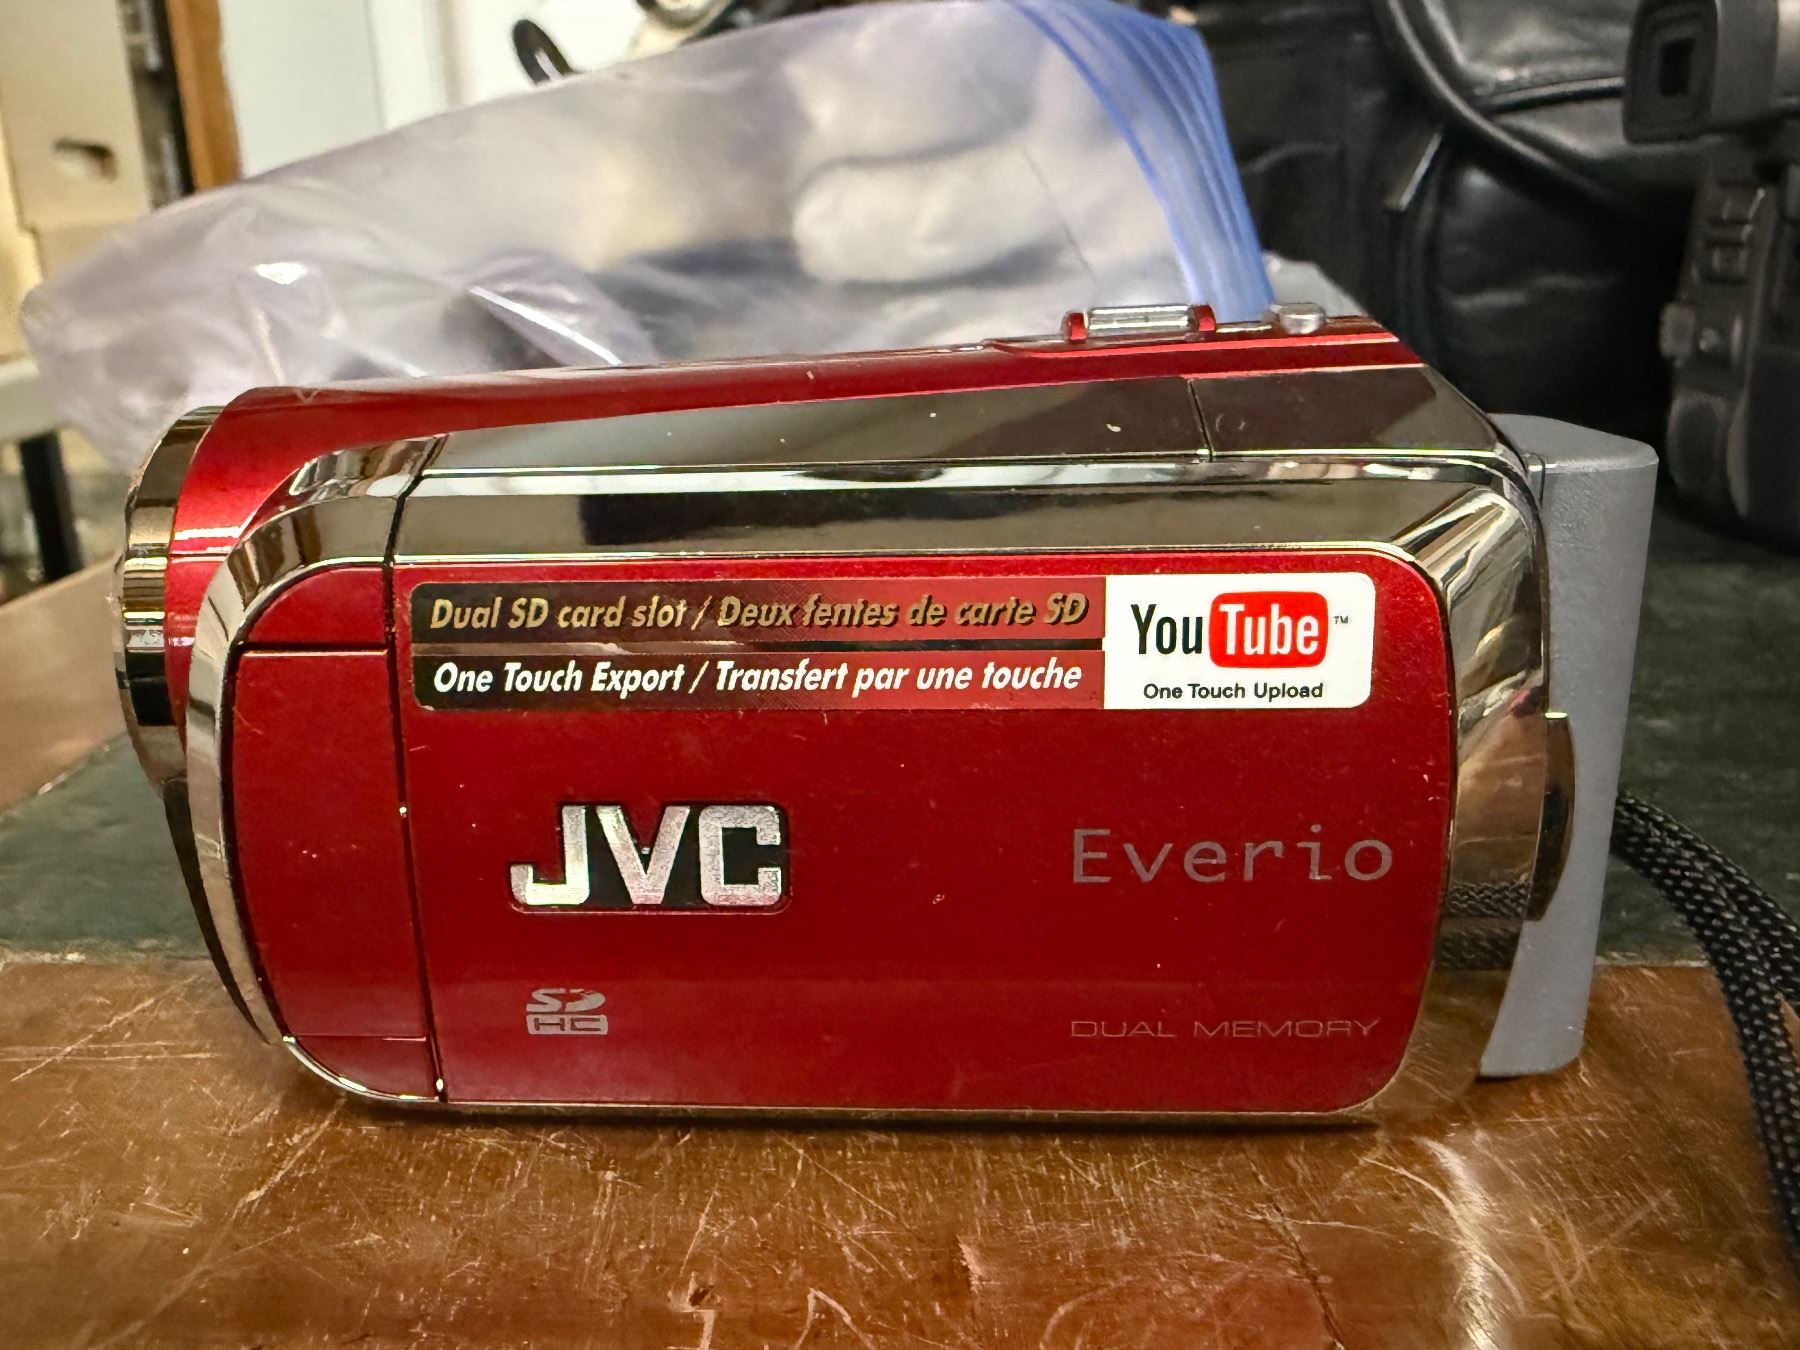 Dual SD card slot / Deux fentes de carte SD
One Touch Export / Transfert par une touche
YouTube™
One Touch Upload
JVC
Everio
SD
HC
DUAL MEMORY